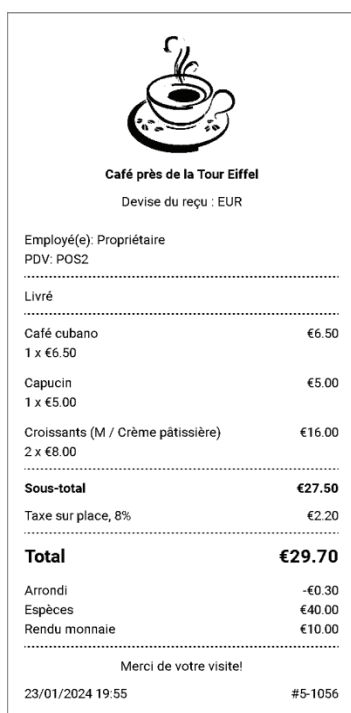 Café près de la Tour Eiffel
Devise du reçu : EUR
Employé(e): Propriétaire
PDV: POS2
Livré
Café cubano €6.50
1 x €6.50
Capucin €5.00
1 x €5.00
Croissants (M / Crème pâtissière) €16.00
2 x €8.00
Sous-total €27.50
Taxe sur place, 8% €2.20
Total €29.70
Arrondi -€0.30
Espèces €40.00
Rendu monnaie €10.00
Merci de votre visite!
23/01/2024 19:55 #5-1056